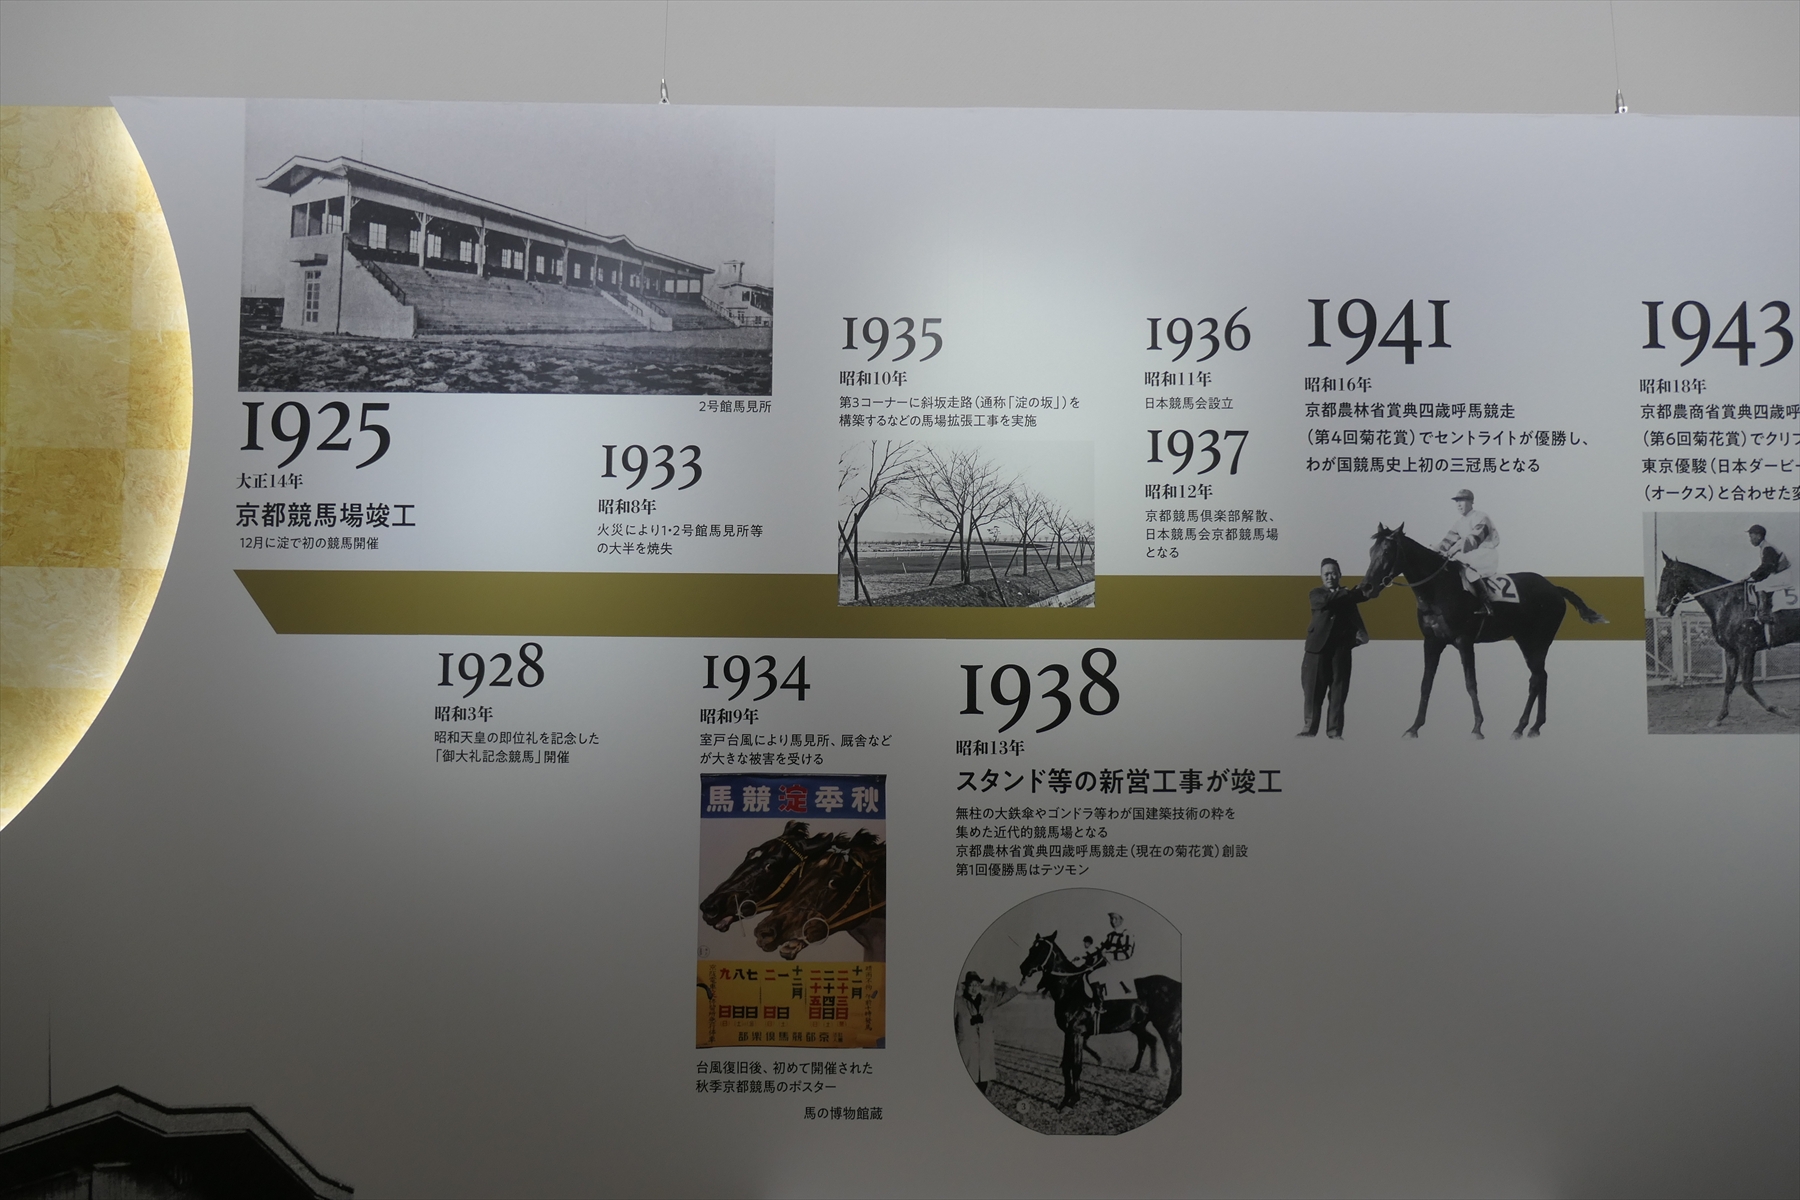 2号館馬見所
1925
大正14年
京都競馬場竣工
12月に淀で初の競馬開催
1928
昭和3年
昭和天皇の即位礼を記念した
「御大礼記念競馬」開催
1933
昭和8年
火災により1・2号館馬見所等
の大半を焼失
1934
昭和9年
室戸台風により馬見所、厩舎など
が大きな被害を受ける
馬競淀季秋
台風復旧後、初めて開催された
秋季京都競馬のポスター
馬の博物館蔵
1935
昭和10年
第3コーナーに斜坂走路(通称「淀の坂」)を
構築するなどの馬場拡張工事を実施
1936
昭和11年
日本競馬会設立
1937
昭和12年
京都競馬倶楽部解散、
日本競馬会京都競馬場
となる
1938
昭和13年
スタンド等の新営工事が竣工
無柱の大鉄傘やゴンドラ等わが国建築技術の粋を
集めた近代的競馬場となる
京都農林省賞典四歳呼馬競走(現在の菊花賞)創設
第1回優勝馬はテツモン
1
3
1941
昭和16年
京都農林省賞典四歳呼馬競走
(第4回菊花賞)でセントライトが優勝し、
わが国競馬史上初の三冠馬となる
12
1943
昭和18年
京都農商省賞典四歳呼
(第6回菊花賞)でクリフ
東京優駿(日本ダービー
(オークス)と合わせた変
5